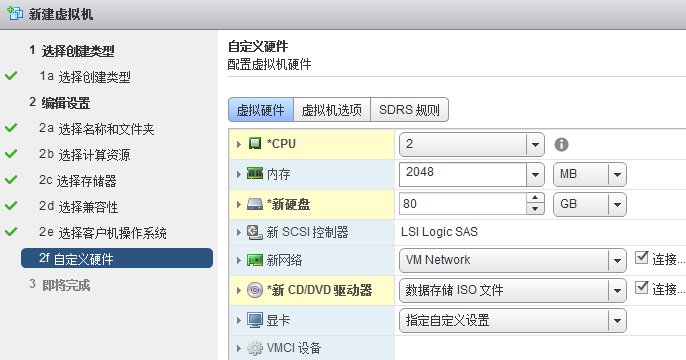 新建虚拟机
1 选择创建类型
1a 选择创建类型
2 编辑设置
2a 选择名称和文件夹
2b 选择计算资源
2c 选择存储器
2d 选择兼容性
2e 选择客户机操作系统
2f 自定义硬件
3 即将完成
自定义硬件
配置虚拟机硬件
虚拟硬件 虚拟机选项 SDRS 规则
*CPU 2
内存 2048 MB
*新硬盘 80 GB
新 SCSI 控制器 LSI Logic SAS
新网络 VM Network 连接...
*新 CD/DVD 驱动器 数据存储 ISO 文件 连接...
显卡 指定自定义设置
VMCI 设备